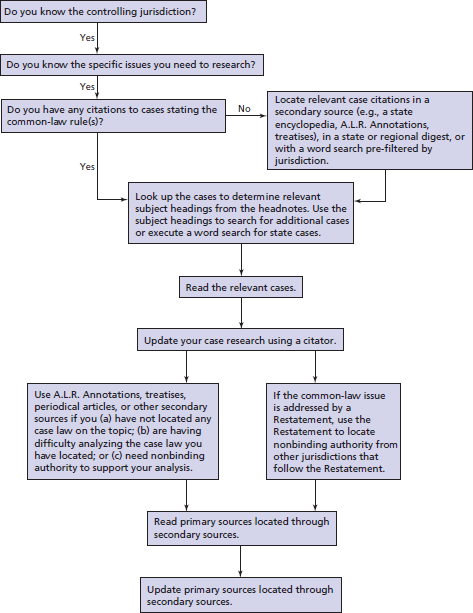 Do you know the controlling jurisdiction?
Yes
Do you know the specific issues you need to research?
Yes
Do you have any citations to cases stating the
common-law rule(s)?
No
Locate relevant case citations in a
secondary source (e.g., a state
encyclopedia, A.L.R. Annotations,
treatises), in a state or regional digest, or
with a word search pre-filtered by
jurisdiction.
Yes
Look up the cases to determine relevant
subject headings from the headnotes. Use the
subject headings to search for additional cases
or execute a word search for state cases.
Read the relevant cases.
Update your case research using a citator.
Use A.L.R. Annotations, treatises,
periodical articles, or other secondary
sources if you (a) have not located any
case law on the topic; (b) are having
difficulty analyzing the case law you
have located; or (c) need nonbinding
authority to support your analysis.
If the common-law issue
is addressed by a
Restatement, use the
Restatement to locate
nonbinding authority from
other jurisdictions that
follow the Restatement.
Read primary sources located through
secondary sources.
Update primary sources located through
secondary sources.